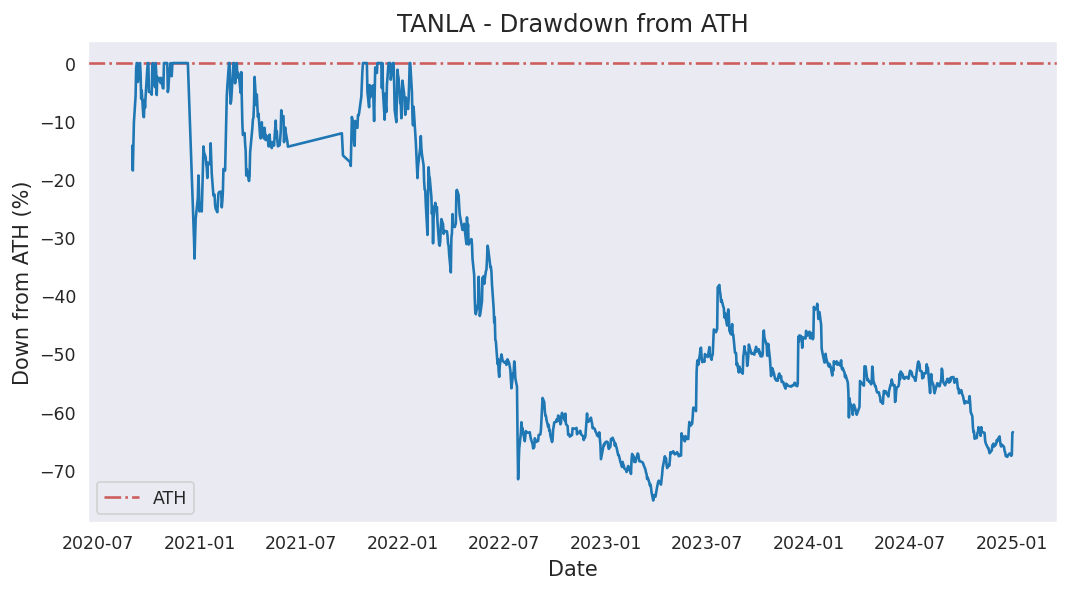 TANLA - Drawdown from ATH
Down from ATH (%)
0
−10
−20
−30
−40
−50
−60
−70
ATH
2020-07 2021-01 2021-07 2022-01 2022-07 2023-01 2023-07 2024-01 2024-07 2025-01
Date